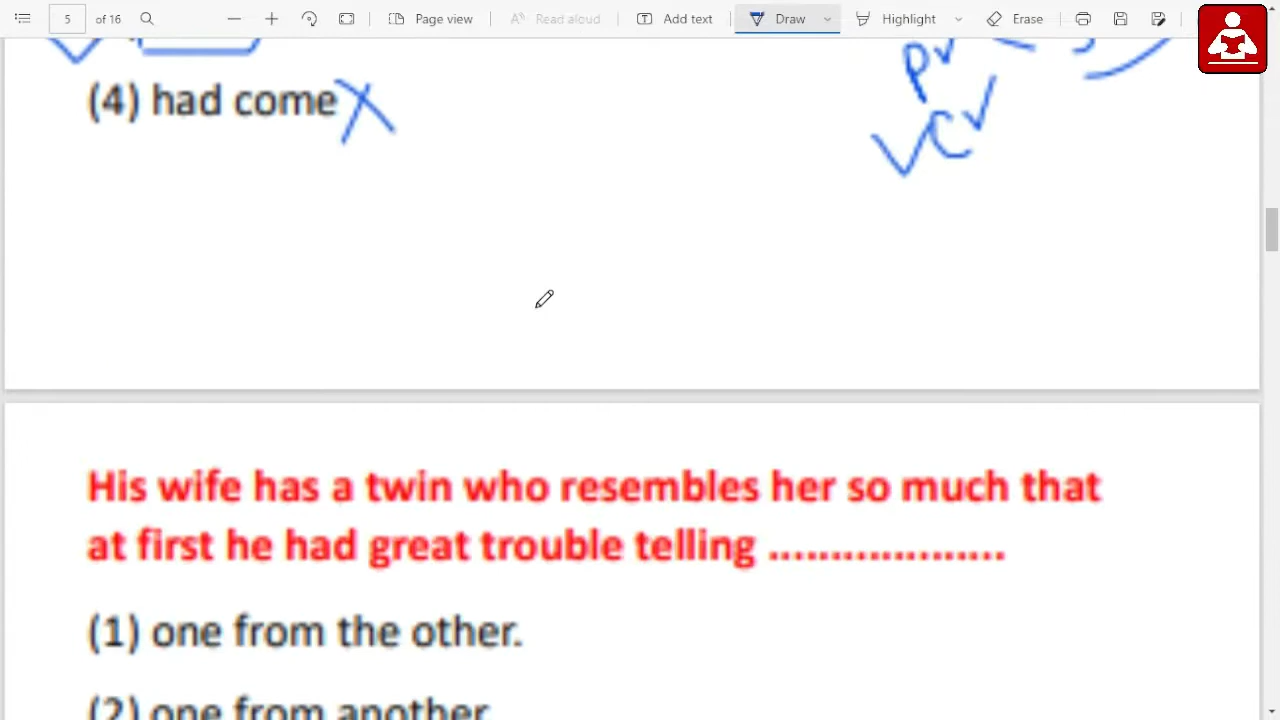 5 of 16 Page view Read aloud Add text Draw Highlight Erase
(4) had come
CV
His wife has a twin who resembles her so much that
at first he had great trouble telling ...................
(1) one from the other.
(2) one from another